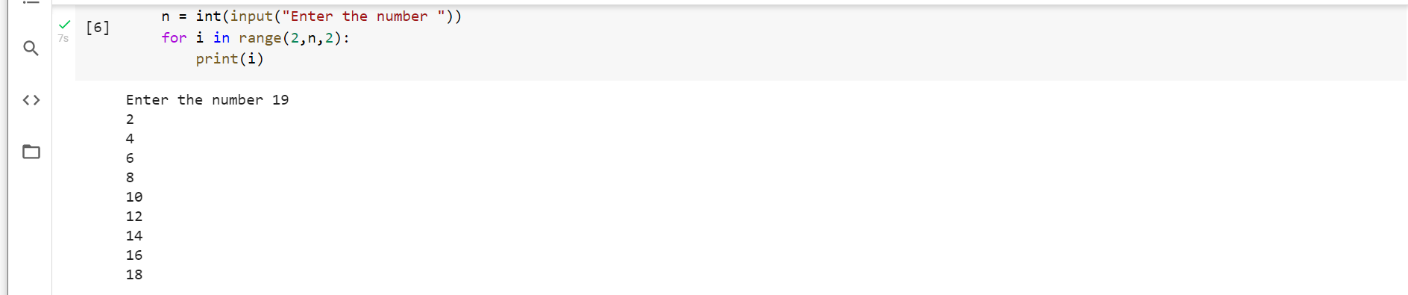 [6]
n = int(input("Enter the number "))
7s
for i in range(2,n,2):
    print(i)
Enter the number 19
2
4
6
8
10
12
14
16
18